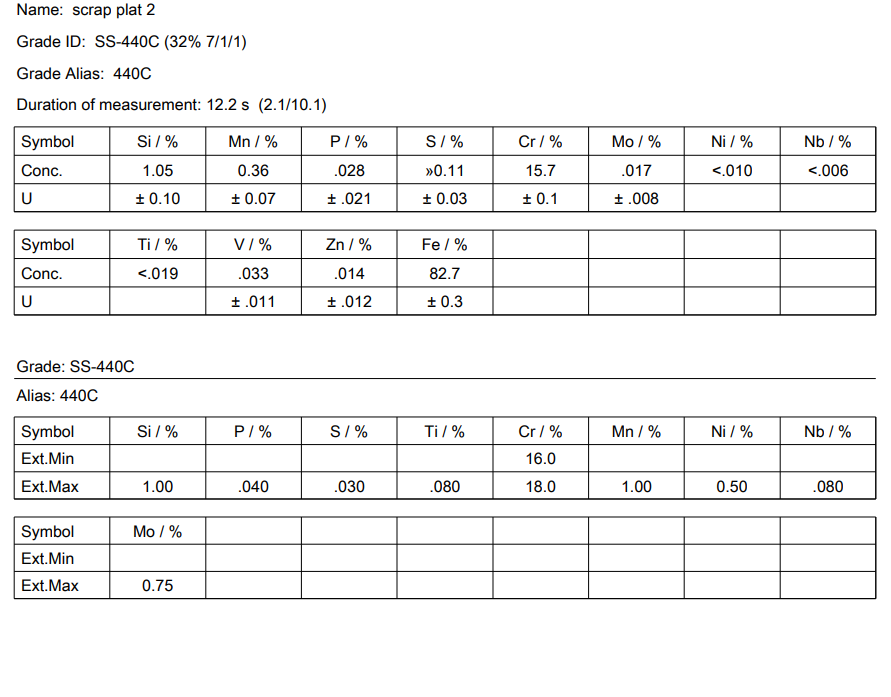 Name: scrap plat 2
Grade ID: SS-440C (32% 7/1/1)
Grade Alias: 440C
Duration of measurement: 12.2 s (2.1/10.1)
Symbol Si / % Mn / % P / % S / % Cr / % Mo / % Ni / % Nb / %
Conc. 1.05 0.36 .028 »0.11 15.7 .017 <.010 <.006
U ± 0.10 ± 0.07 ± .021 ± 0.03 ± 0.1 ± .008
Symbol Ti / % V / % Zn / % Fe / %
Conc. <.019 .033 .014 82.7
U ± .011 ± .012 ± 0.3
Grade: SS-440C
Alias: 440C
Symbol Si / % P / % S / % Ti / % Cr / % Mn / % Ni / % Nb / %
Ext.Min 16.0
Ext.Max 1.00 .040 .030 .080 18.0 1.00 0.50 .080
Symbol Mo / %
Ext.Min
Ext.Max 0.75